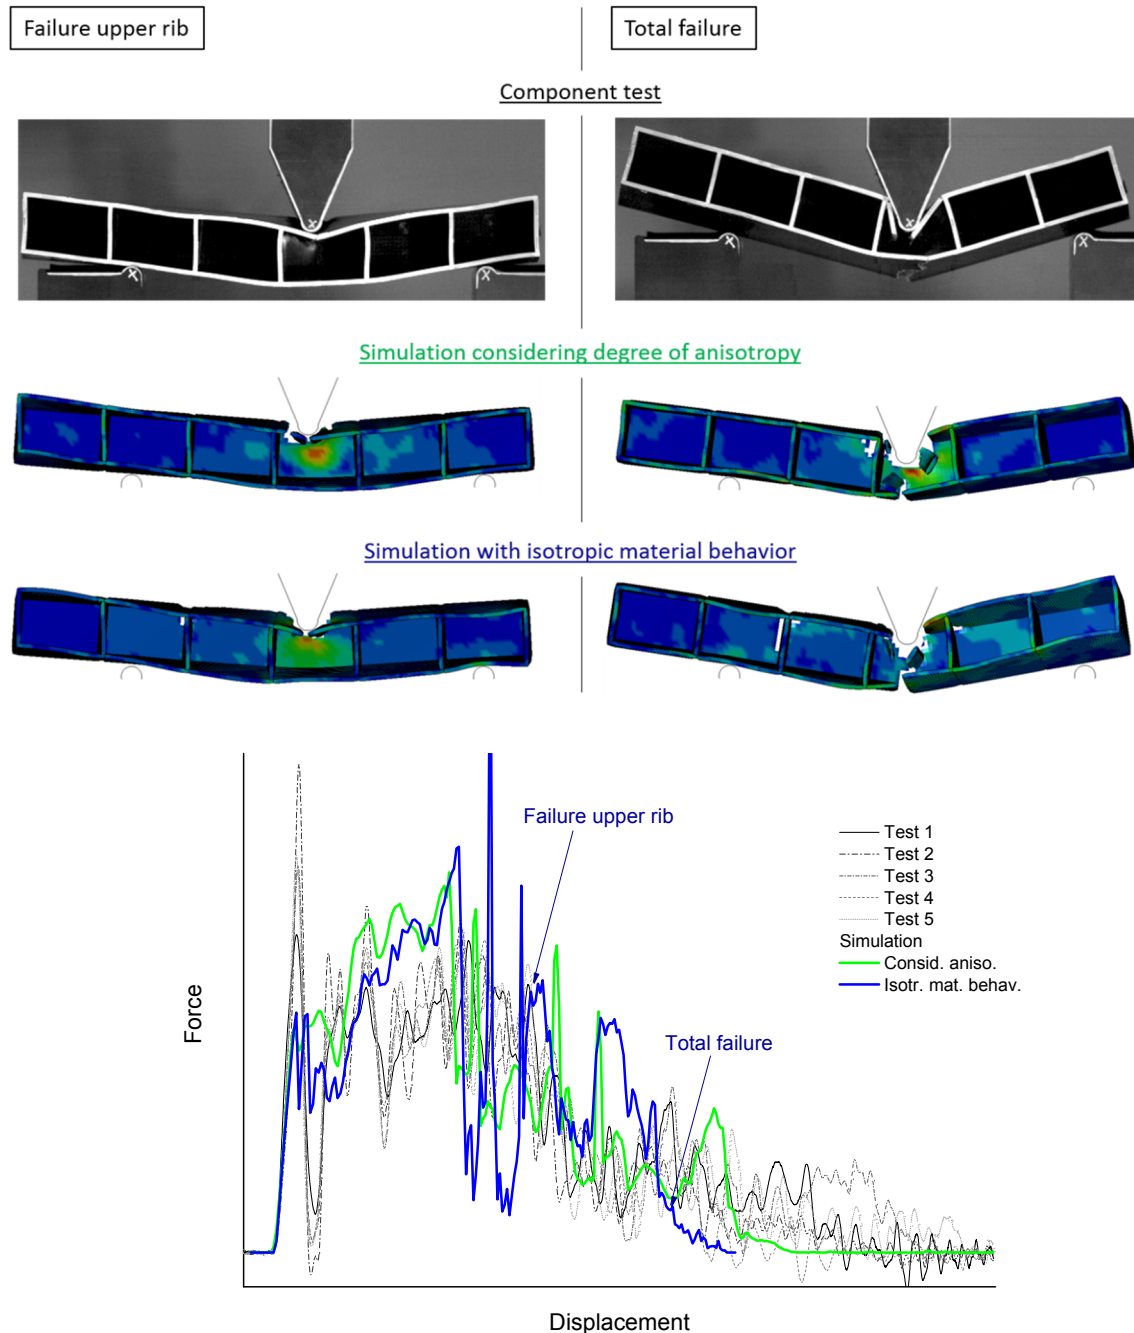 Failure upper rib
Total failure
Component test
Simulation considering degree of anisotropy
Simulation with isotropic material behavior
Failure upper rib
Total failure
Test 1
Test 2
Test 3
Test 4
Test 5
Simulation
Consid. aniso.
Isotr. mat. behav.
Force
Displacement